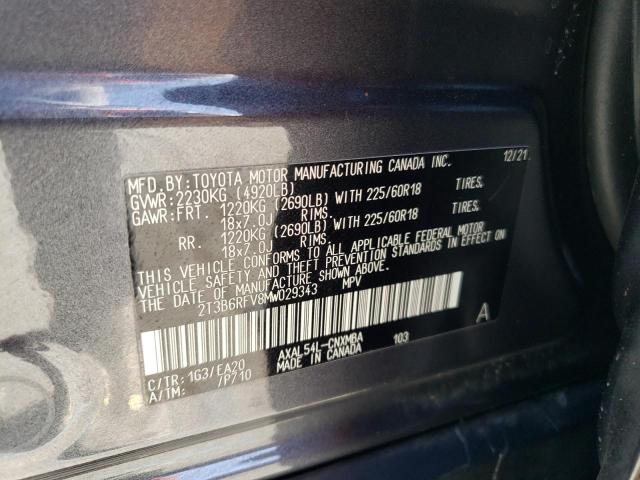 MFD.BY:TOYOTA MOTOR MANUFACTURING CANADA INC. 12/21
GVWR:2230KG (4920LB)
GAWR:FRT. 1220KG (2690LB) WITH 225/60R18 TIRES,
18x7.0J RIMS.
RR. 1220KG (2690LB) WITH 225/60R18 TIRES,
18x7.0J RIMS.
THIS VEHICLE CONFORMS TO ALL APPLICABLE FEDERAL MOTOR
VEHICLE SAFETY AND BUMPER STANDARDS IN EFFECT ON
THE DATE OF MANUFACTURE SHOWN ABOVE.
2T3B6RFV8MW029343 MPV
A
C/TR:1G3/EA20 AXAL54L-CNXMBA 103
A/TM: /P710 MADE IN CANADA